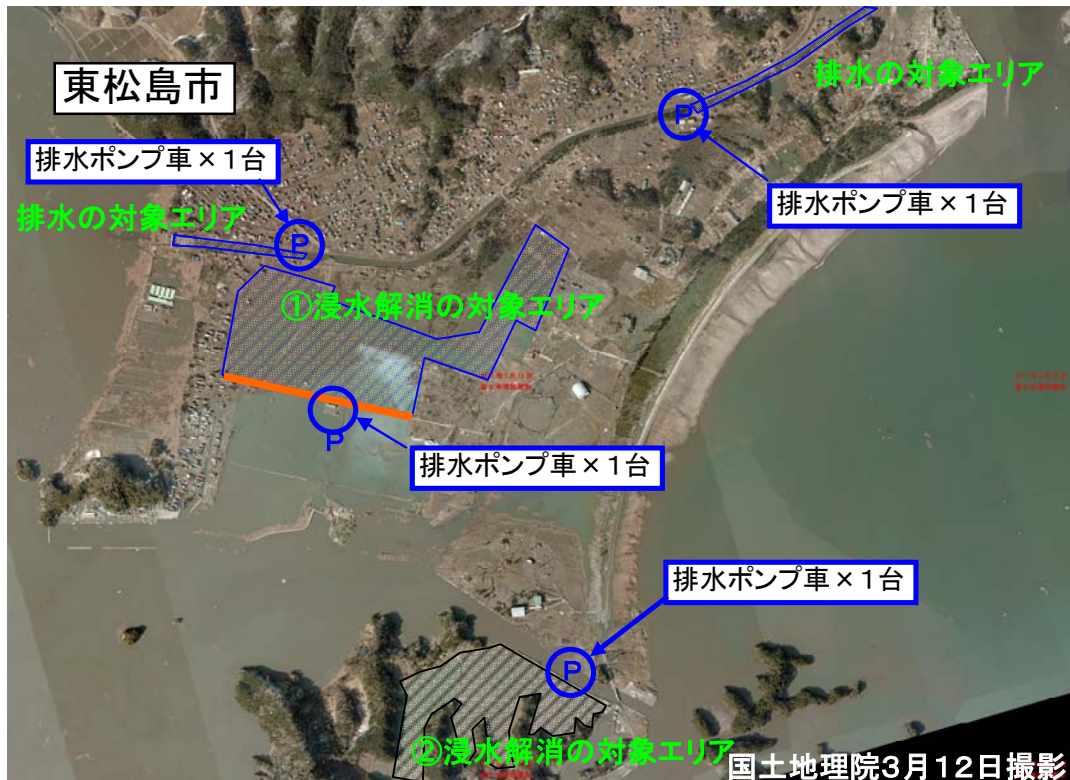 東松島市
排水の対象エリア
P
排水ポンプ車×1台
P
排水ポンプ車×1台
排水の対象エリア
①浸水解消の対象エリア
P
排水ポンプ車×1台
排水ポンプ車×1台
P
②浸水解消の対象エリア
国土地理院3月12日撮影